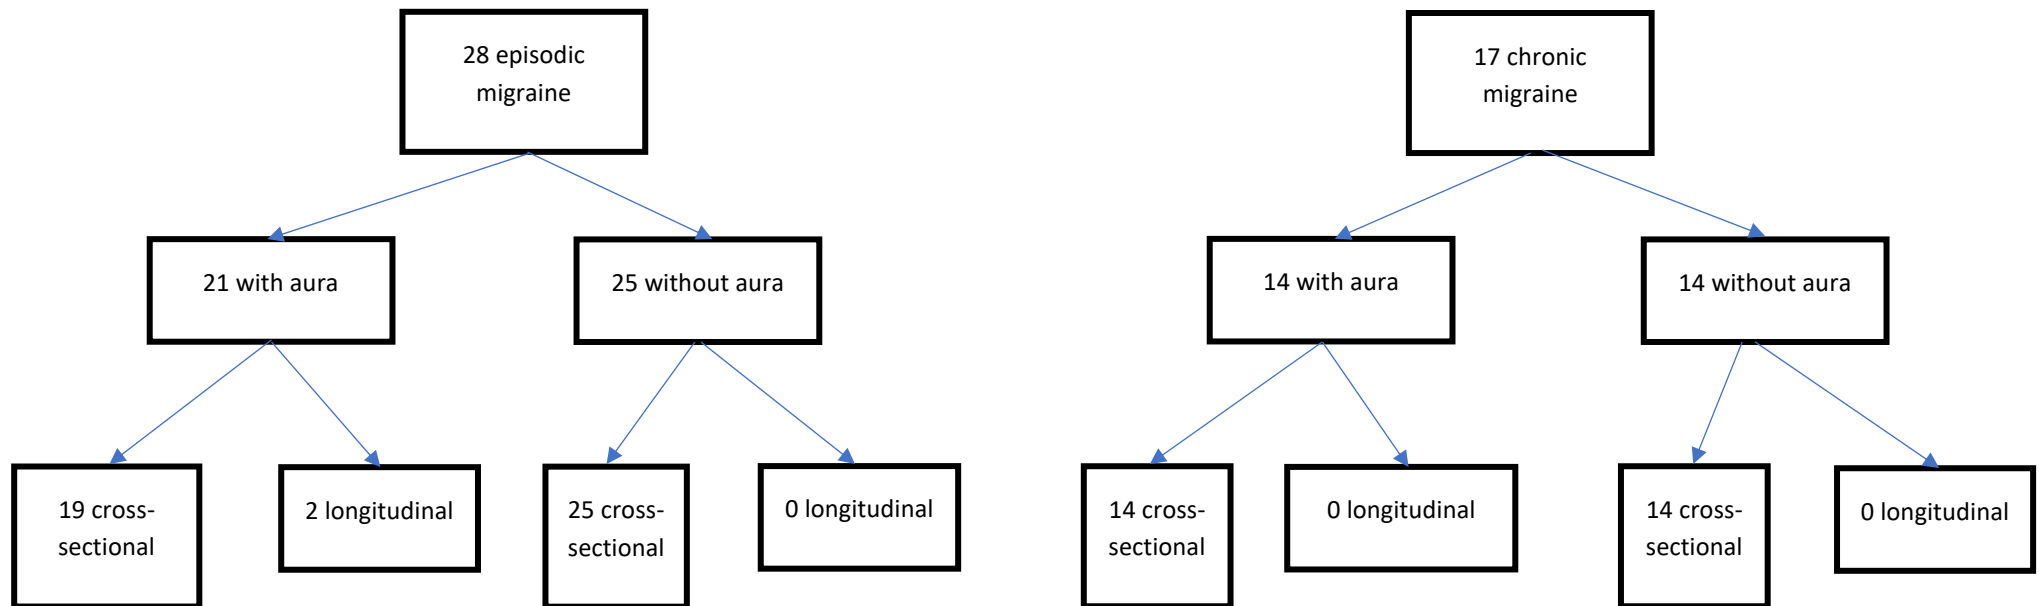 28 episodic
migraine
17 chronic
migraine
21 with aura
25 without aura
14 with aura
14 without aura
19 cross-
sectional
2 longitudinal
25 cross-
sectional
0 longitudinal
14 cross-
sectional
0 longitudinal
14 cross-
sectional
0 longitudinal